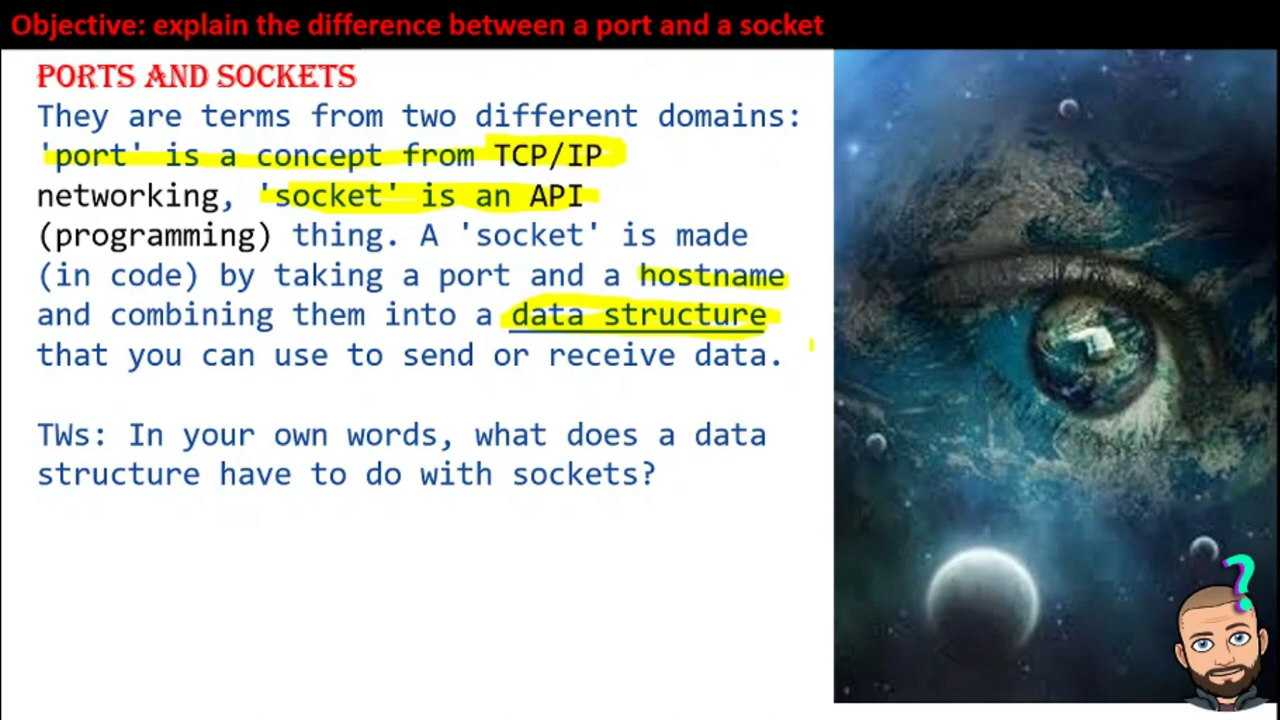 Objective: explain the difference between a port and a socket
PORTS AND SOCKETS
They are terms from two different domains:
'port' is a concept from TCP/IP
networking, 'socket' is an API
(programming) thing. A 'socket' is made
(in code) by taking a port and a hostname
and combining them into a data structure
that you can use to send or receive data.
TWs: In your own words, what does a data
structure have to do with sockets?
?